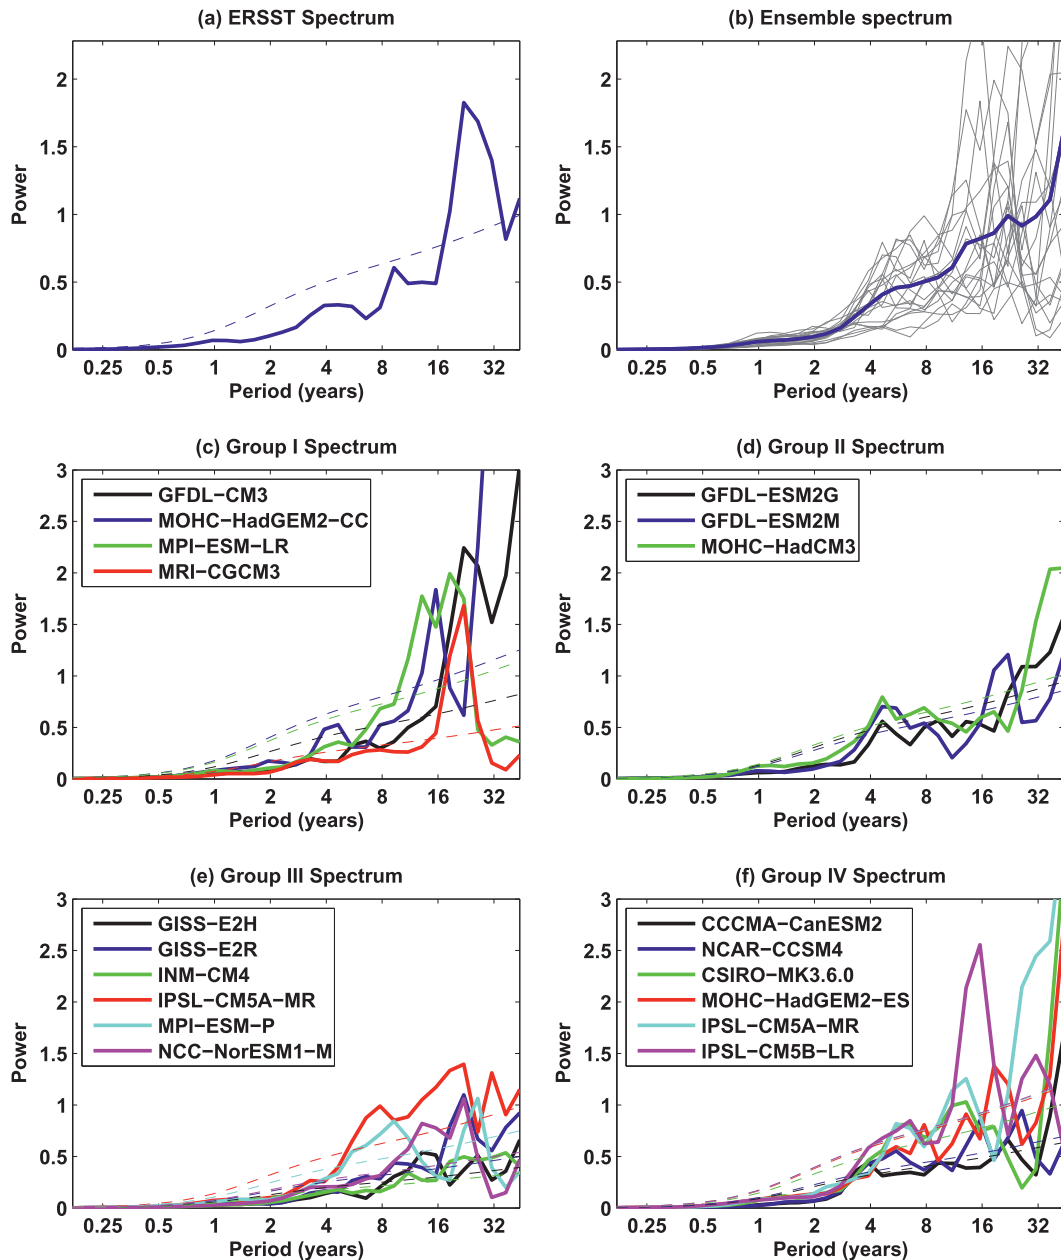 (a) ERSST Spectrum
Power
2
1.5
1
0.5
0
0.25 0.5 1 2 4 8 16 32
Period (years)
(b) Ensemble spectrum
Power
2
1.5
1
0.5
0
0.25 0.5 1 2 4 8 16 32
Period (years)
(c) Group I Spectrum
Power
3
2.5
2
1.5
1
0.5
0
GFDL−CM3
MOHC−HadGEM2−CC
MPI−ESM−LR
MRI−CGCM3
0.25 0.5 1 2 4 8 16 32
Period (years)
(d) Group II Spectrum
Power
3
2.5
2
1.5
1
0.5
0
GFDL−ESM2G
GFDL−ESM2M
MOHC−HadCM3
0.25 0.5 1 2 4 8 16 32
Period (years)
(e) Group III Spectrum
Power
3
2.5
2
1.5
1
0.5
0
GISS−E2H
GISS−E2R
INM−CM4
IPSL−CM5A−MR
MPI−ESM−P
NCC−NorESM1−M
0.25 0.5 1 2 4 8 16 32
Period (years)
(f) Group IV Spectrum
Power
3
2.5
2
1.5
1
0.5
0
CCCMA−CanESM2
NCAR−CCSM4
CSIRO−MK3.6.0
MOHC−HadGEM2−ES
IPSL−CM5A−MR
IPSL−CM5B−LR
0.25 0.5 1 2 4 8 16 32
Period (years)